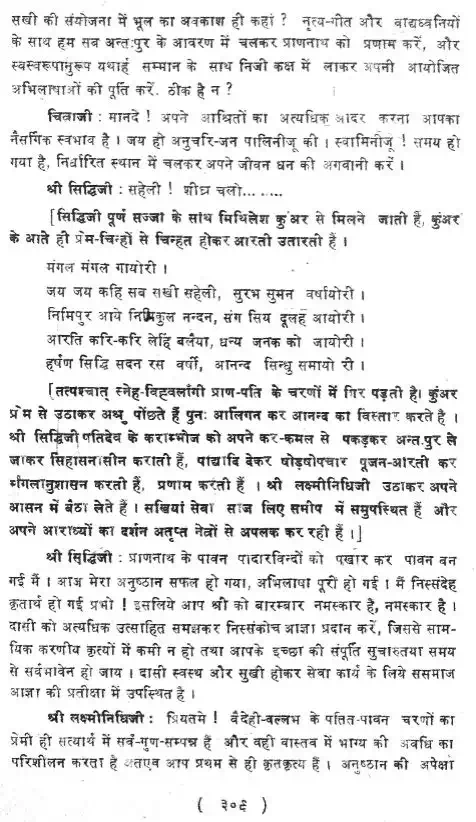 सखी की संयोजना में भूल का अवकाश ही कहां ? नृत्य-गीत और वाद्यध्वनियों
के साथ हम सब अन्तःपुर के आवरण में चलकर प्राणनाथ को प्रणाम करें, और
स्वस्वरूपानुरूप यथार्ह सम्मान के साथ निजी कक्ष में लाकर अपनी आयोजित
अभिलाषाओं की पूर्ति करें. ठीक है न ?
चित्राजी : मानदे ! अपने आश्रितों का अत्यधिक आदर करना आपका
नैसर्गिक स्वभाव है । जय हो अनुचरि-जन पालिनीजू की । स्वामिनीजू ! समय हो
गया है, निर्धारित स्थान में चलकर अपने जीवन धन की अगवानी करें ।
श्री सिद्धिजी : सहेली ! शीघ्र चलो.........
[सिद्धिजी पूर्ण सज्जा के साथ मिथिलेश कुंअर से मिलने जाती हैं, कुंअर
के आते ही प्रेम-चिन्हों से चिन्हत होकर आरती उतारती हैं ।
मंगल मंगल गायोरी ।
जय जय कहि सब सखी सहेली, सुरभ सुमन वर्षायोरी ।
निमिपुर आये निमिकुल नन्दन, संग सिय दूलह आयोरी ।
आरति करि-करि लेहिं बलैया, धन्य जनक को जायोरी ।
हर्षण सिद्धि सदन रस वर्षी, आनन्द सिन्धु समायो री ।
[तत्पश्चात् स्नेह-विह्वलांगी प्राण-पति के चरणों में गिर पड़ती है। कुंअर
प्रेम से उठाकर अश्रु पोंछते हैं पुनः आलिंगन कर आनन्द का विस्तार करते है ।
श्री सिद्धिजी पतिदेव के कराम्भोज को अपने कर-कमल से पकड़कर अन्तःपुर ले
जाकर सिंहासनासीन कराती हैं, पाद्यादि देकर षोड़षोपचार पूजन-आरती कर
मंगलानुशासन करती हैं, प्रणाम करती हैं । श्री लक्ष्मीनिधिजी उठाकर अपने
आसन में बैठा लेते हैं । सखियां सेवा साज लिए समीप में समुपस्थित हैं और
अपने आराध्यों का दर्शन अतृप्त नेत्रों से अपलक कर रही हैं ।]
श्री सिद्धिजी : प्राणनाथ के पावन पादारविन्दों को पखार कर पावन बन
गई मैं । आज मेरा अनुष्ठान सफल हो गया, अभिलाषा पूरी हो गई । मैं निस्संदेह
कृतार्थ हो गई प्रभो ! इसलिये आप श्री को बारम्बार नमस्कार है, नमस्कार है ।
दासी को अत्यधिक उत्साहित समझकर निस्संकोच आज्ञा प्रदान करें, जिससे साम-
यिक करणीय कृत्यों में कमी न हो तथा आपके इच्छा की संपूर्ति सुचारुतया समय
से सर्वभावेन हो जाय । दासी स्वस्थ और सुखी होकर सेवा कार्य के लिये ससमाज
आज्ञा की प्रतीक्षा में उपस्थित है ।
श्री लक्ष्मीनिधिजी : प्रियतमे ! वैदेही-वल्लभ के पतित-पावन चरणों का
प्रेमी ही सत्यार्थ में सर्व-गुण-सम्पन्न हैं और वही वास्तव में भाग्य की अवधि का
परिशीलन करता है अतएव आप प्रथम से ही कृतकृत्य हैं । अनुष्ठान की अपेक्षा
( ३०६ )